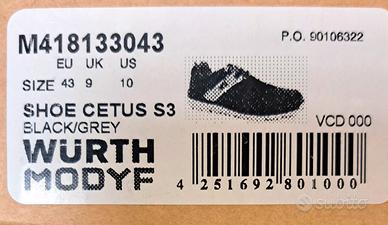 M418133043
P.O. 90106322
EU UK US
SIZE 43 9 10
SHOE CETUS S3
BLACK/GREY
VCD 000
WÜRTH
MODYF
4 251692 801000
Subito